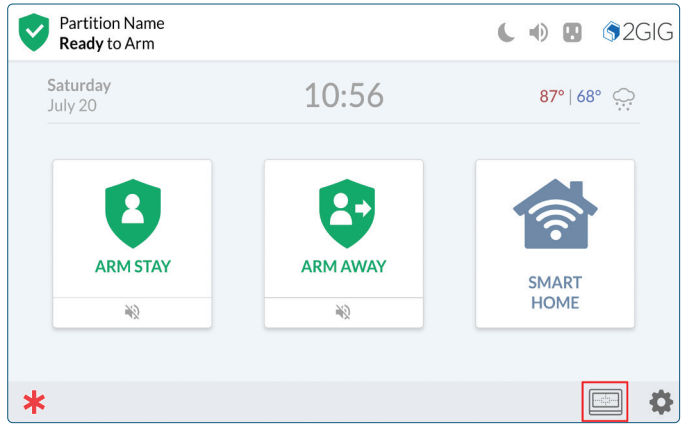 Partition Name
Ready to Arm
2GIG
Saturday
July 20
10:56
87° | 68°
ARM STAY
ARM AWAY
SMART
HOME